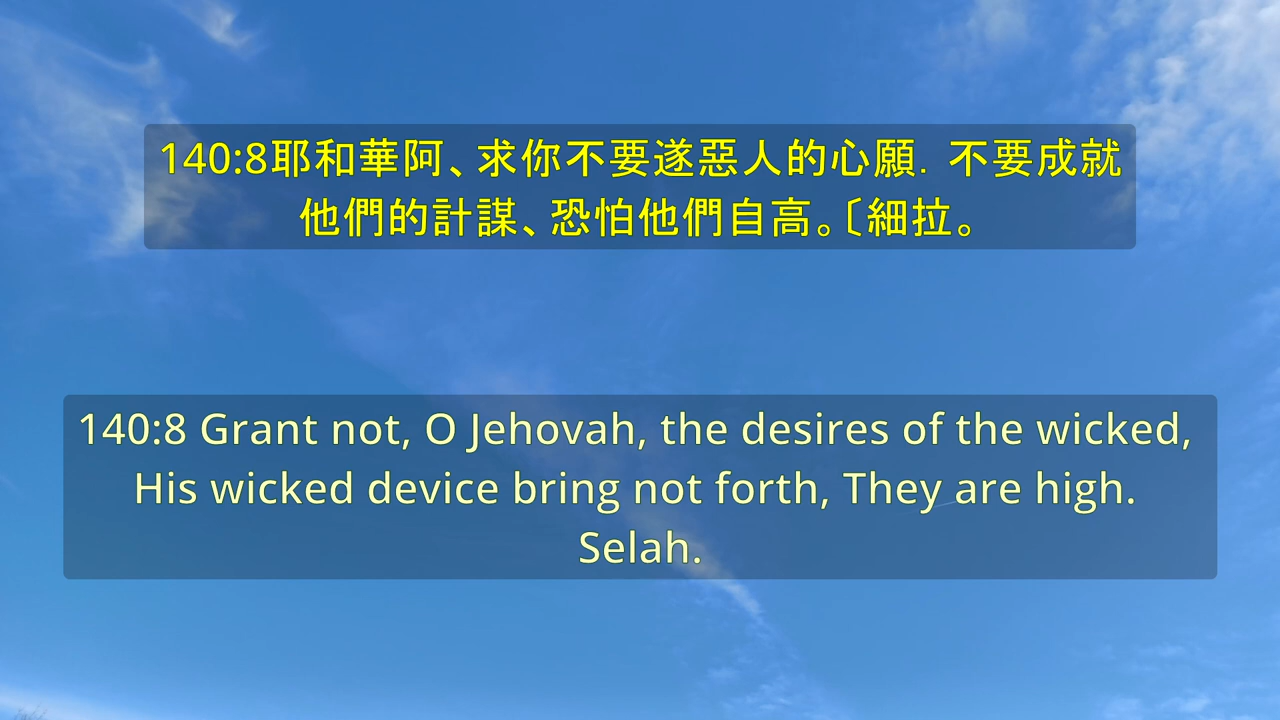 140:8耶和華阿、求你不要遂惡人的心願．不要成就
他們的計謀、恐怕他們自高。〔細拉。
140:8 Grant not, O Jehovah, the desires of the wicked,
His wicked device bring not forth, They are high.
Selah.